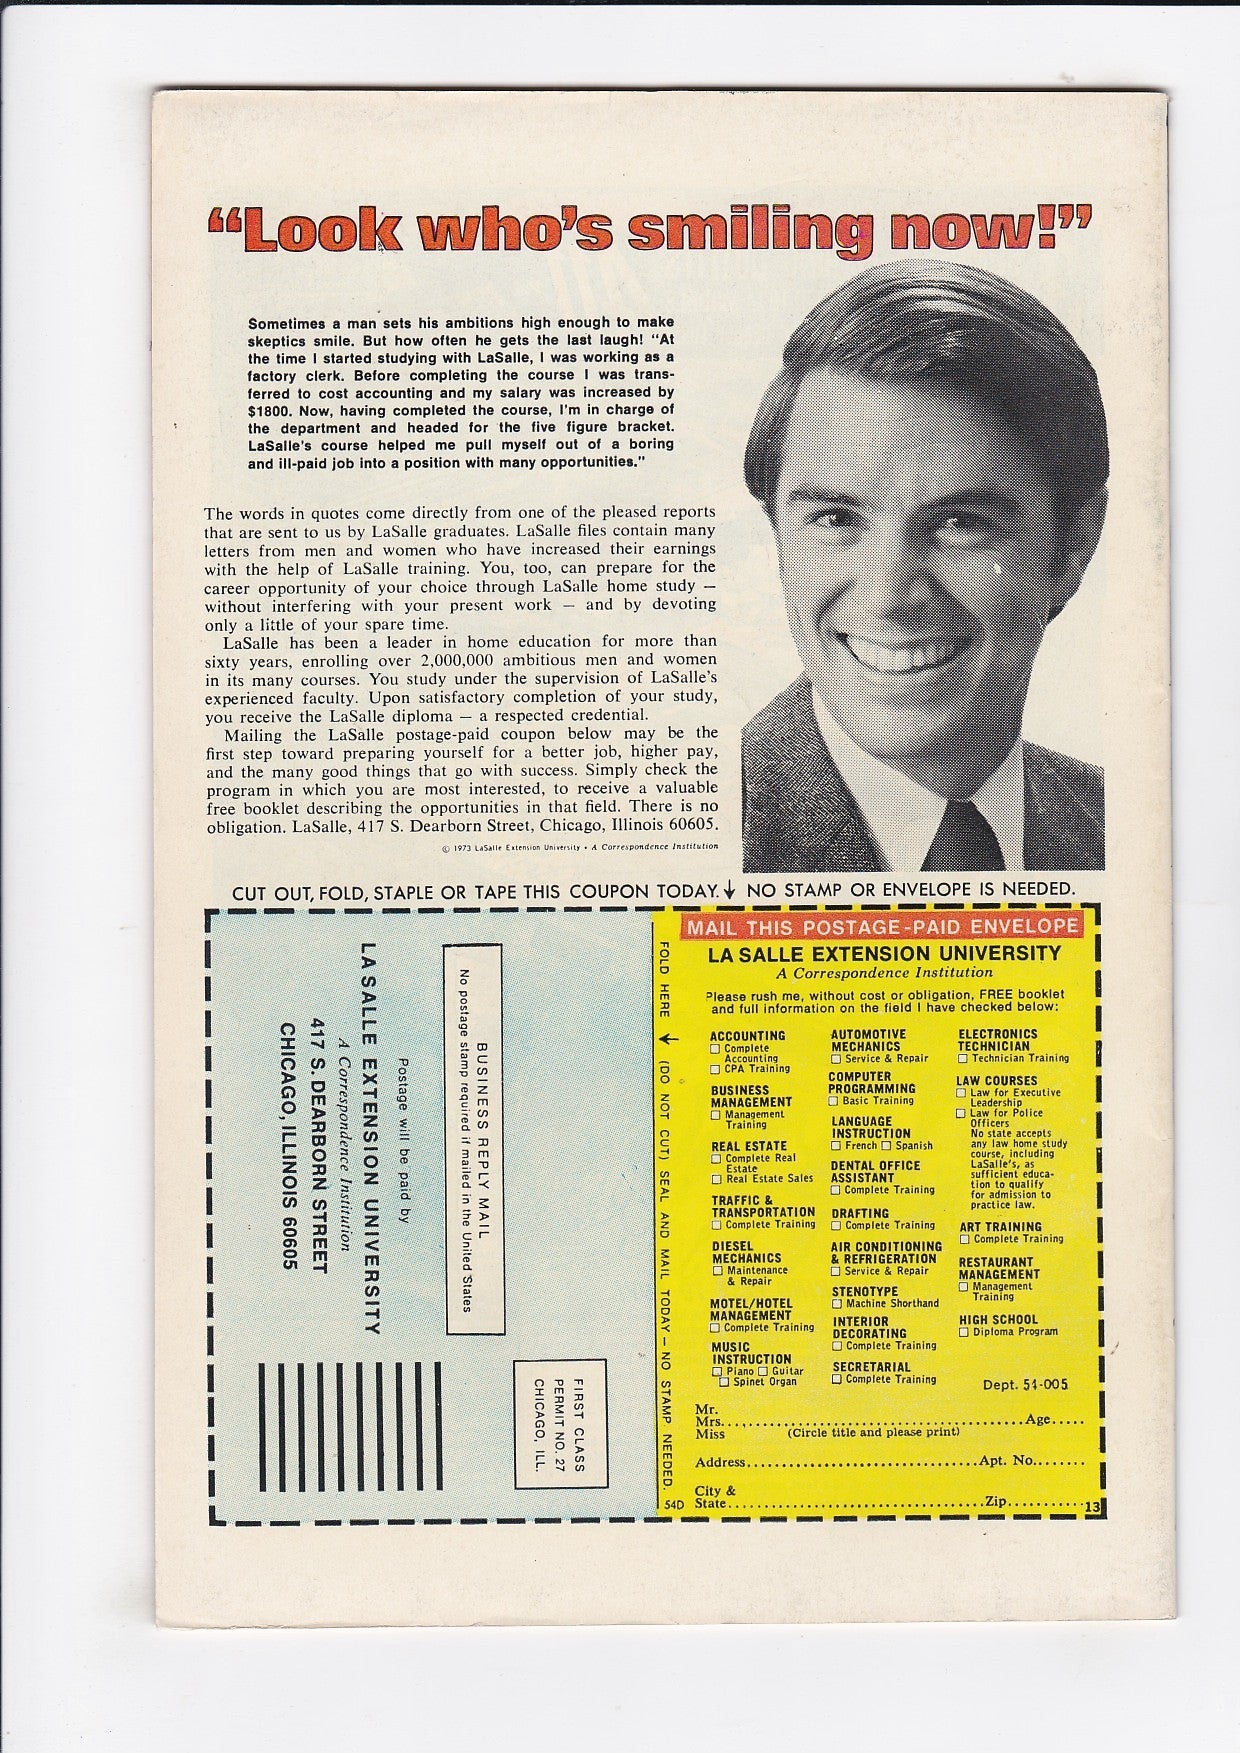 “Look who’s smiling now!”
Sometimes a man sets his ambitions high enough to make
skeptics smile. But how often he gets the last laugh! "At
the time I started studying with LaSalle, I was working as a
factory clerk. Before completing the course I was trans-
ferred to cost accounting and my salary was increased by
$1800. Now, having completed the course, I'm in charge of
the department and headed for the five figure bracket.
LaSalle's course helped me pull myself out of a boring
and ill-paid job into a position with many opportunities."
The words in quotes come directly from one of the pleased reports
that are sent to us by LaSalle graduates. LaSalle files contain many
letters from men and women who have increased their earnings
with the help of LaSalle training. You, too, can prepare for the
career opportunity of your choice through LaSalle home study —
without interfering with your present work — and by devoting
only a little of your spare time.
LaSalle has been a leader in home education for more than
sixty years, enrolling over 2,000,000 ambitious men and women
in its many courses. You study under the supervision of LaSalle's
experienced faculty. Upon satisfactory completion of your study,
you receive the LaSalle diploma — a respected credential.
Mailing the LaSalle postage-paid coupon below may be the
first step toward preparing yourself for a better job, higher pay,
and the many good things that go with success. Simply check the
program in which you are most interested, to receive a valuable
free booklet describing the opportunities in that field. There is no
obligation. LaSalle, 417 S. Dearborn Street, Chicago, Illinois 60605.
© 1973 LaSalle Extension University • A Correspondence Institution
CUT OUT, FOLD, STAPLE OR TAPE THIS COUPON TODAY.↓ NO STAMP OR ENVELOPE IS NEEDED.
FIRST CLASS
PERMIT NO. 27
CHICAGO, ILL.
BUSINESS REPLY MAIL
No postage stamp required if mailed in the United States
Postage will be paid by
LA SALLE EXTENSION UNIVERSITY
A Correspondence Institution
417 S. DEARBORN STREET
CHICAGO, ILLINOIS 60605
FOLD HERE (DO NOT CUT) SEAL AND MAIL TODAY — NO STAMP NEEDED.
54D
MAIL THIS POSTAGE-PAID ENVELOPE
LA SALLE EXTENSION UNIVERSITY
A Correspondence Institution
Please rush me, without cost or obligation, FREE booklet
and full information on the field I have checked below:
ACCOUNTING
☐ Complete
Accounting
☐ CPA Training
BUSINESS
MANAGEMENT
☐ Management
Training
REAL ESTATE
☐ Complete Real
Estate
☐ Real Estate Sales
TRAFFIC &
TRANSPORTATION
☐ Complete Training
DIESEL
MECHANICS
☐ Maintenance
& Repair
MOTEL/HOTEL
MANAGEMENT
☐ Complete Training
MUSIC
INSTRUCTION
☐ Piano ☐ Guitar
☐ Spinet Organ
AUTOMOTIVE
MECHANICS
☐ Service & Repair
COMPUTER
PROGRAMMING
☐ Basic Training
LANGUAGE
INSTRUCTION
☐ French ☐ Spanish
DENTAL OFFICE
ASSISTANT
☐ Complete Training
DRAFTING
☐ Complete Training
AIR CONDITIONING
& REFRIGERATION
☐ Service & Repair
STENOTYPE
☐ Machine Shorthand
INTERIOR
DECORATING
☐ Complete Training
SECRETARIAL
☐ Complete Training
ELECTRONICS
TECHNICIAN
☐ Technician Training
LAW COURSES
☐ Law for Executive
Leadership
☐ Law for Police
Officers
No state accepts
any law home study
course, including
LaSalle's, as
sufficient educa-
tion to qualify
for admission to
practice law.
ART TRAINING
☐ Complete Training
RESTAURANT
MANAGEMENT
☐ Management
Training
HIGH SCHOOL
☐ Diploma Program
Dept. 54-005
Mr.
Mrs. Age
Miss (Circle title and please print)
Address Apt. No.
City &
State Zip 13